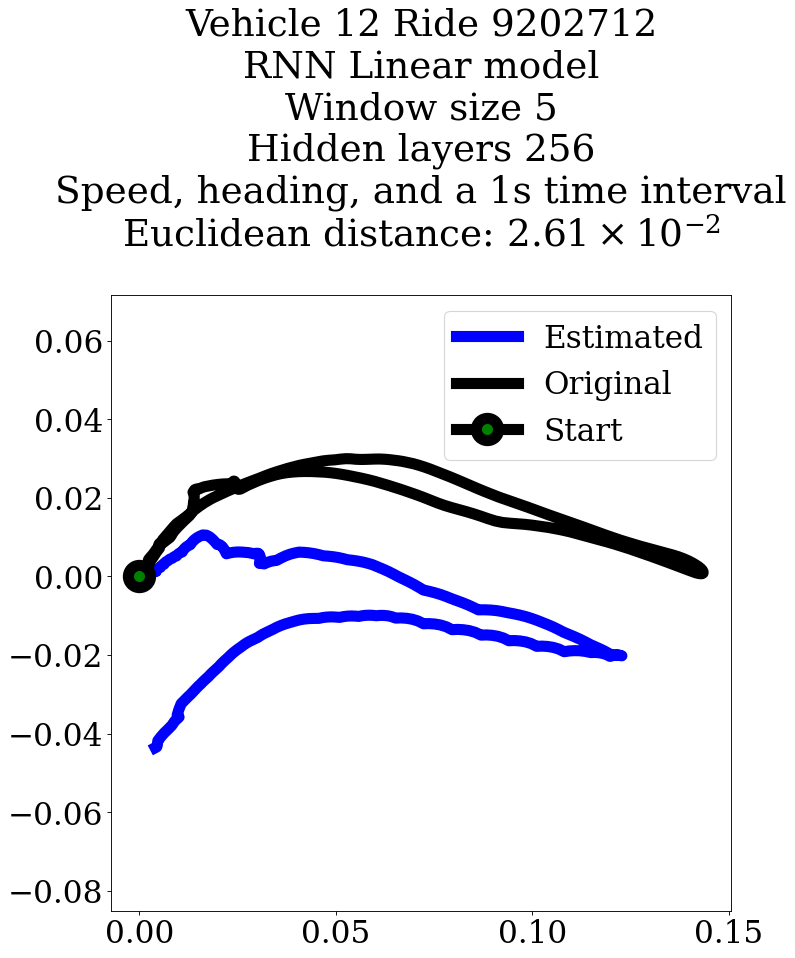 Vehicle 12 Ride 9202712
RNN Linear model
Window size 5
Hidden layers 256
Speed, heading, and a 1s time interval
Euclidean distance: 2.61 × 10⁻²
Estimated
Original
Start
0.06
0.04
0.02
0.00
−0.02
−0.04
−0.06
−0.08
0.00 0.05 0.10 0.15